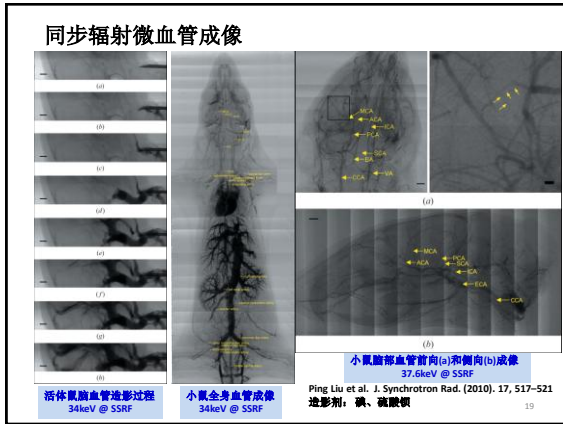 同步辐射微血管成像
(a)
(b)
(c)
(d)
(e)
(f)
(g)
(h)
活体鼠脑血管造影过程
34keV @ SSRF
小鼠全身血管成像
34keV @ SSRF
MCA
ACA
ICA
PCA
SCA
BA
VA
CCA
(a)
MCA
PCA
ACA
SCA
ICA
ECA
CCA
(b)
小鼠脑部血管前向(a)和侧向(b)成像
37.6keV @ SSRF
Ping Liu et al. J. Synchrotron Rad. (2010). 17, 517–521
造影剂： 碘、硫酸钡
19